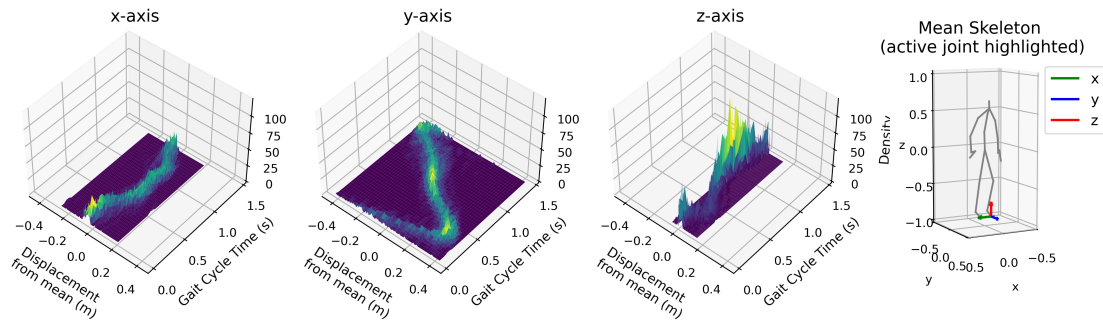 x-axis
y-axis
z-axis
Mean Skeleton
(active joint highlighted)
−0.4
−0.2
0.0
0.2
0.4
Displacement
from mean (m)
0.0
0.5
1.0
1.5
Gait Cycle Time (s)
0
25
50
75
100
−0.4
−0.2
0.0
0.2
0.4
Displacement
from mean (m)
0.0
0.5
1.0
1.5
Gait Cycle Time (s)
0
25
50
75
100
−0.4
−0.2
0.0
0.2
0.4
Displacement
from mean (m)
0.0
0.5
1.0
1.5
Gait Cycle Time (s)
0
25
50
75
100
Density
1.0
0.5
0.0
−0.5
−1.0
z
−0.5
0.0
0.5
y
0.5
0.0
−0.5
x
x
y
z